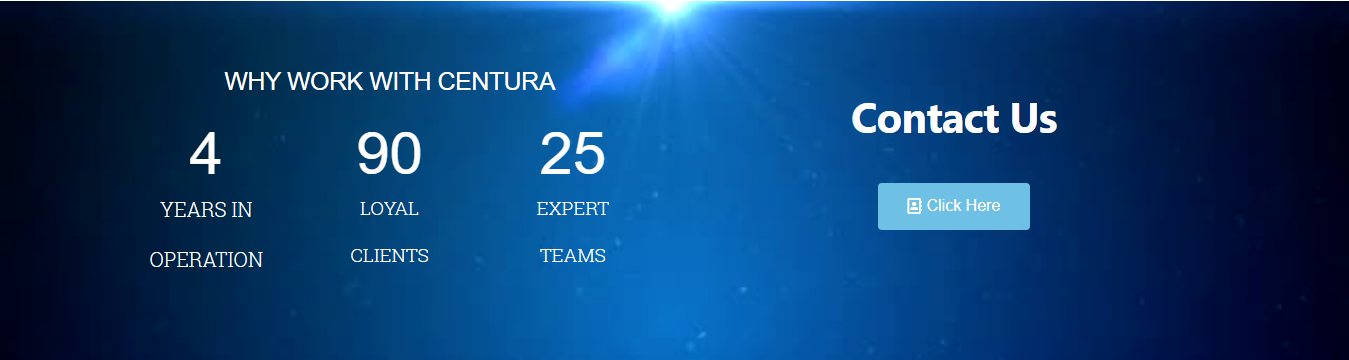 WHY WORK WITH CENTURA
4
YEARS IN
OPERATION
90
LOYAL
CLIENTS
25
EXPERT
TEAMS
Contact Us
Click Here